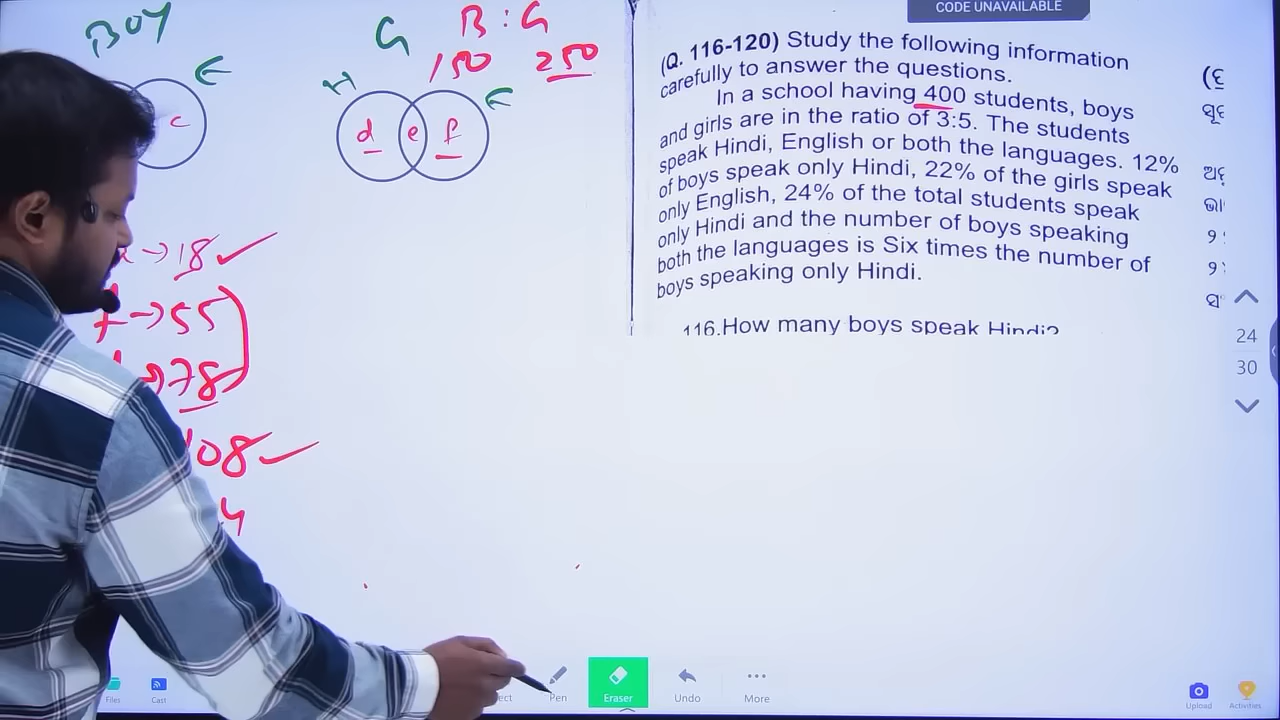 CODE UNAVAILABLE
BOY
G
B : G
150 250
H
E
E
c
d e f
→ 18
f → 55
→ 78
108
4
(Q. 116-120) Study the following information
carefully to answer the questions.
In a school having 400 students, boys
and girls are in the ratio of 3:5. The students
speak Hindi, English or both the languages. 12%
of boys speak only Hindi, 22% of the girls speak
only English, 24% of the total students speak
only Hindi and the number of boys speaking
both the languages is Six times the number of
boys speaking only Hindi.
116.How many boys speak Hindi?
24
30
Files
Cast
Pen
Eraser
Undo
More
Upload
Activities